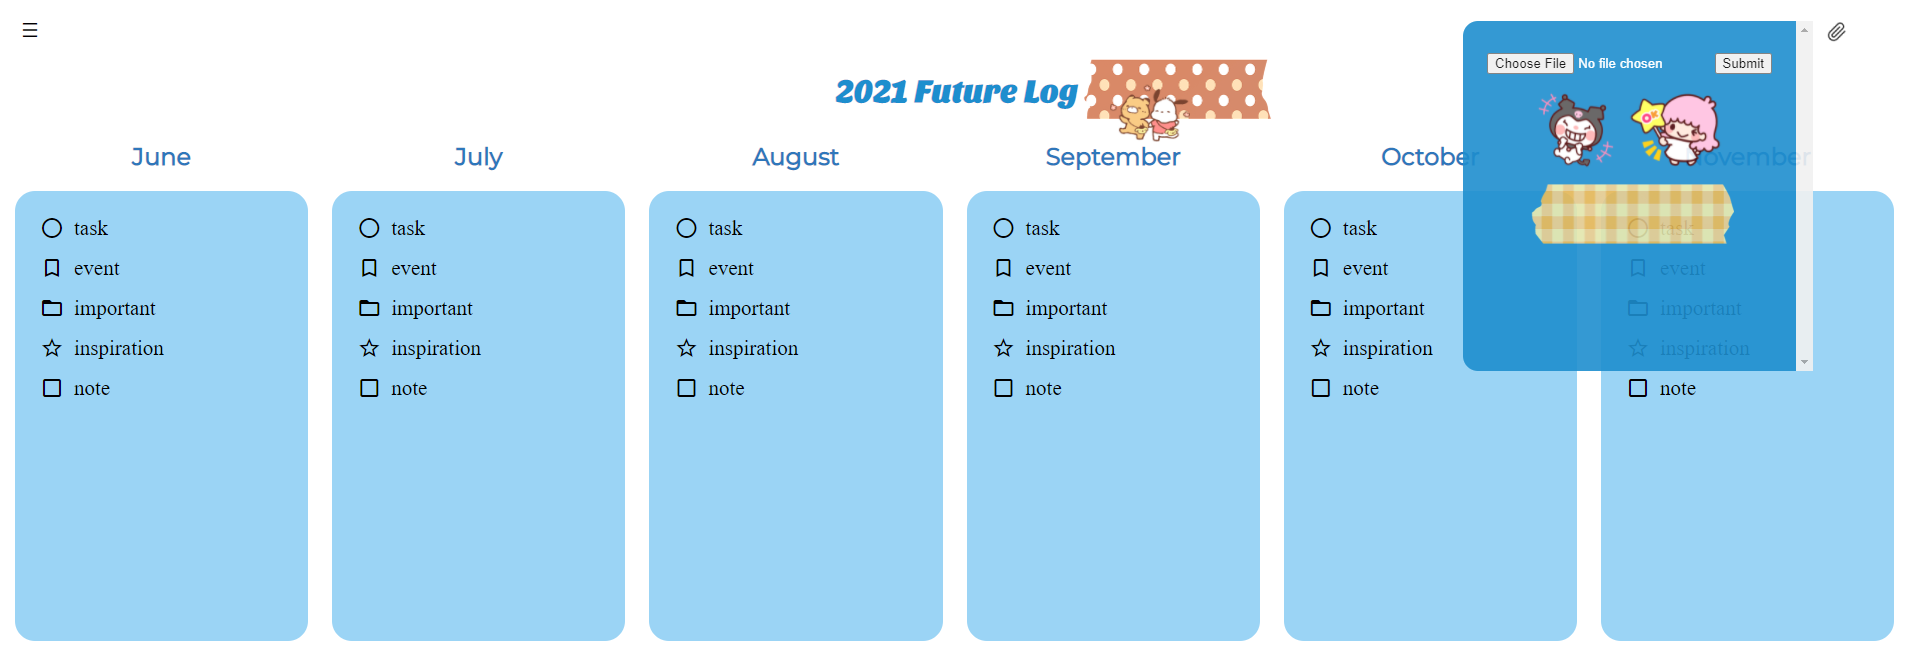 Choose File No file chosen Submit
2021 Future Log
OK
June
task
event
important
inspiration
note
July
task
event
important
inspiration
note
August
task
event
important
inspiration
note
September
task
event
important
inspiration
note
October
task
event
important
inspiration
note
November
task
event
important
inspiration
note